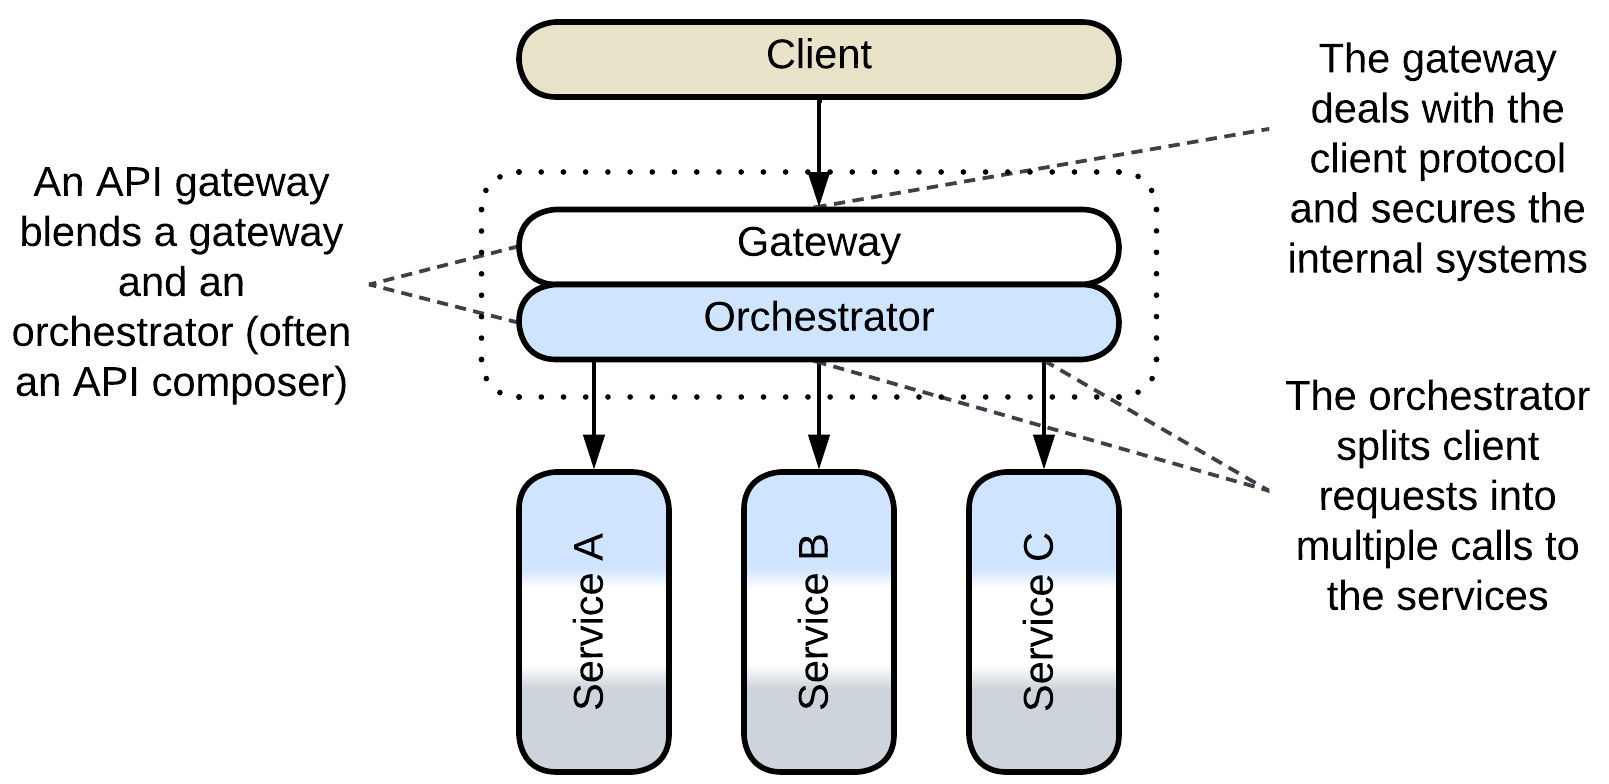 Client
The gateway
deals with the
client protocol
and secures the
internal systems
An API gateway
blends a gateway
and an
orchestrator (often
an API composer)
Gateway
Orchestrator
The orchestrator
splits client
requests into
multiple calls to
the services
Service A
Service B
Service C